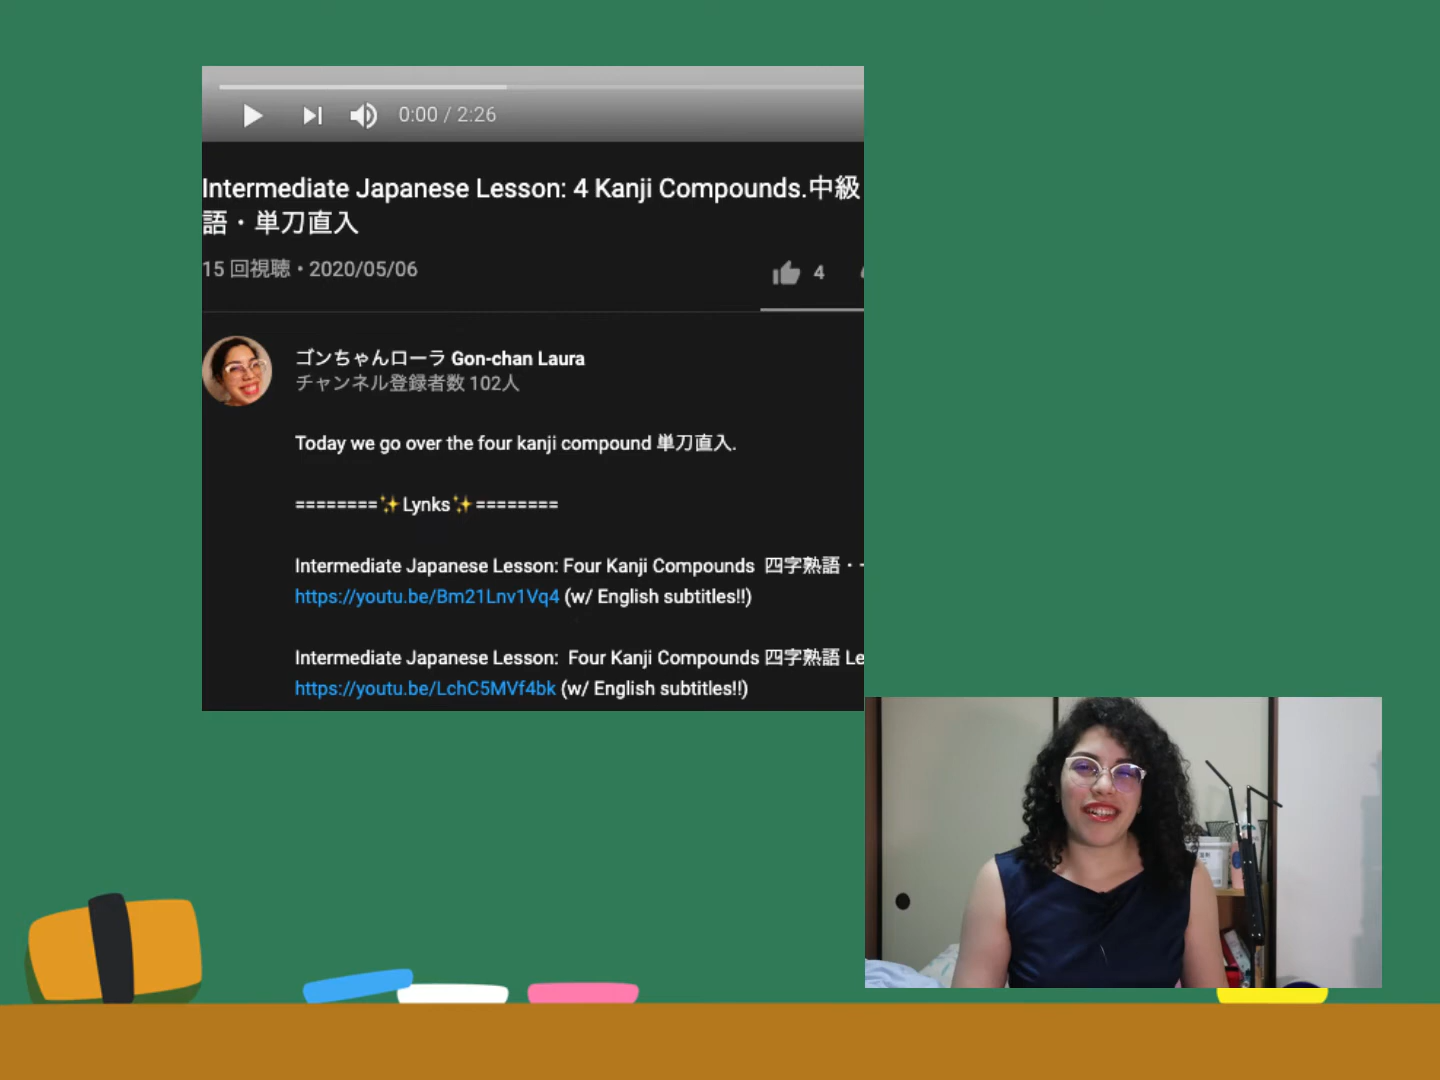 0:00 / 2:26
Intermediate Japanese Lesson: 4 Kanji Compounds.中級
語・単刀直入
15 回視聴・2020/05/06
4
ゴンちゃんローラ Gon-chan Laura
チャンネル登録者数 102人
Today we go over the four kanji compound 単刀直入.
========✨Lynks✨========
Intermediate Japanese Lesson: Four Kanji Compounds 四字熟語・
https://youtu.be/Bm21Lnv1Vq4 (w/ English subtitles!!)
Intermediate Japanese Lesson:  Four Kanji Compounds 四字熟語 Le
https://youtu.be/LchC5MVf4bk (w/ English subtitles!!)